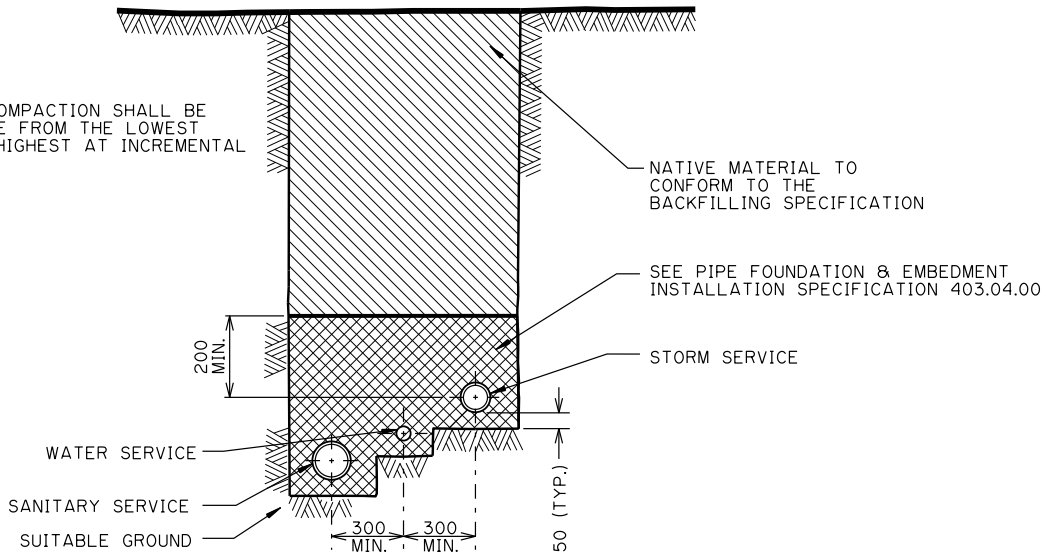 OMPACTION SHALL BE
E FROM THE LOWEST
HIGHEST AT INCREMENTAL
NATIVE MATERIAL TO
CONFORM TO THE
BACKFILLING SPECIFICATION
SEE PIPE FOUNDATION & EMBEDMENT
INSTALLATION SPECIFICATION 403.04.00
200
MIN.
STORM SERVICE
WATER SERVICE
SANITARY SERVICE
SUITABLE GROUND
300
MIN.
300
MIN.
50 (TYP.)